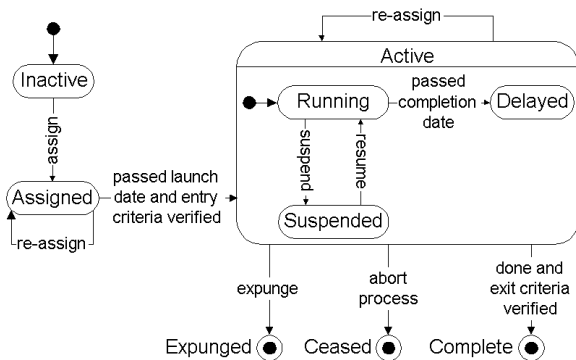 re-assign
Active
Inactive
Running
passed
completion
date
Delayed
assign
suspend
resume
Assigned
passed launch
date and entry
criteria verified
Suspended
re-assign
expunge
abort
process
done and
exit criteria
verified
Expunged
Ceased
Complete